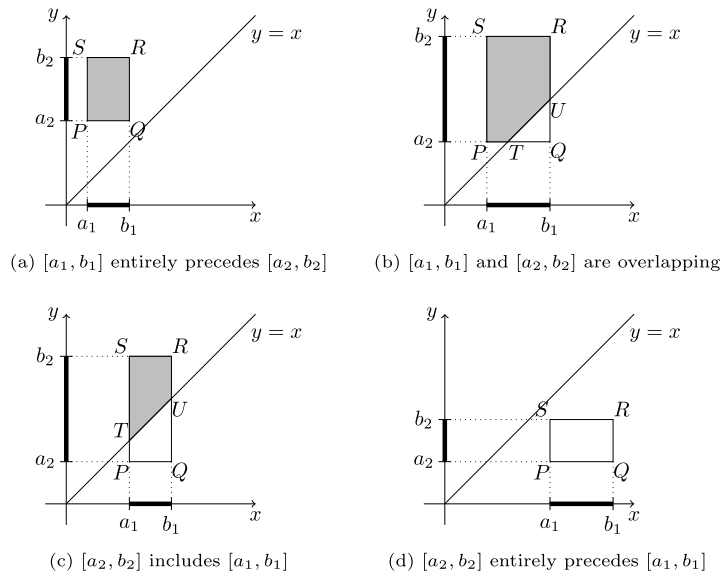 y
y = x
b₂
S
R
a₂
P
Q
a₁
b₁
x
(a) [a₁, b₁] entirely precedes [a₂, b₂]
y
y = x
b₂
S
R
U
a₂
P
T
Q
a₁
b₁
x
(b) [a₁, b₁] and [a₂, b₂] are overlapping
y
y = x
b₂
S
R
U
T
a₂
P
Q
a₁
b₁
x
(c) [a₂, b₂] includes [a₁, b₁]
y
y = x
b₂
S
R
a₂
P
Q
a₁
b₁
x
(d) [a₂, b₂] entirely precedes [a₁, b₁]